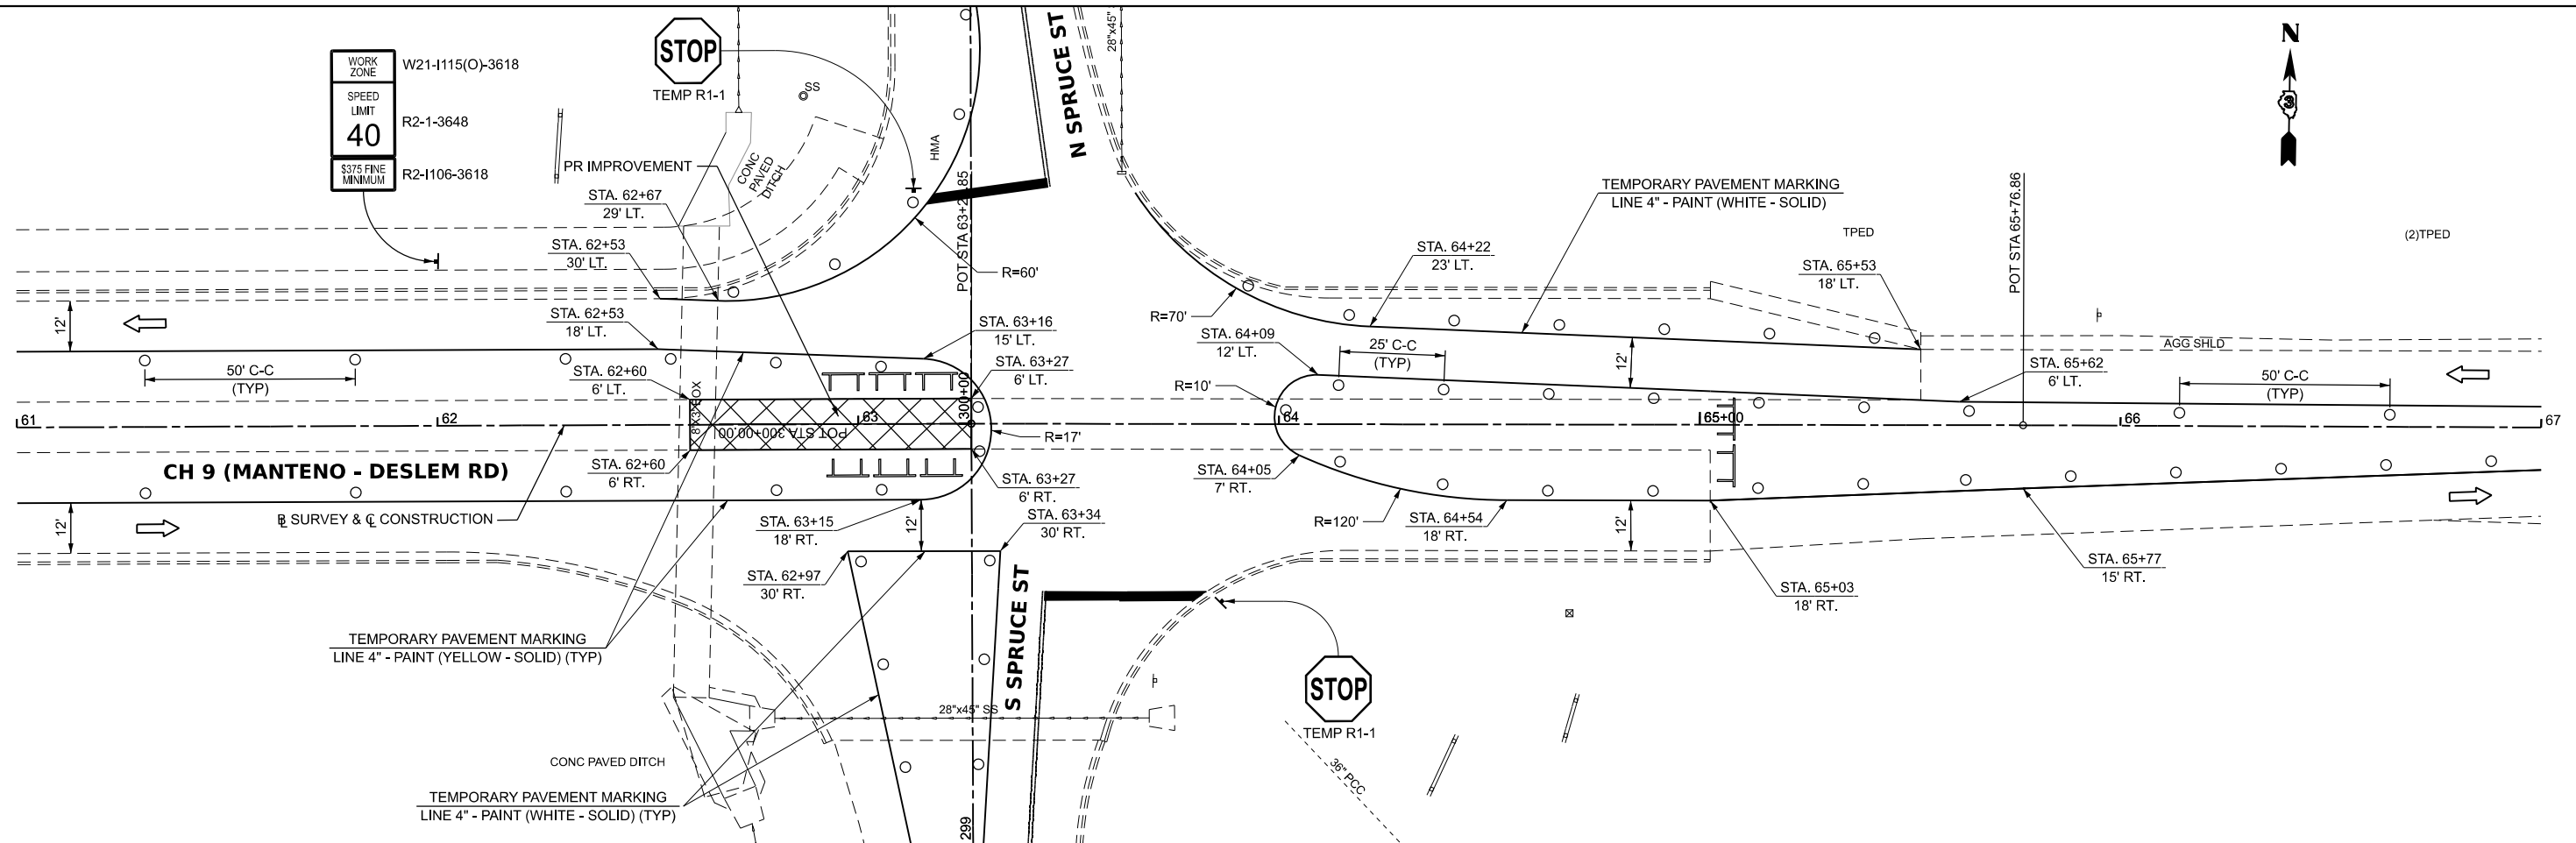 WORK
ZONE
W21-I115(O)-3618
SPEED
LIMIT
40
R2-1-3648
$375 FINE
MINIMUM
R2-I106-3618
STOP
TEMP R1-1
SS
HMA
CONC
PAVED
DITCH
PR IMPROVEMENT
STA. 62+67
29' LT.
STA. 62+53
30' LT.
STA. 62+53
18' LT.
STA. 62+60
6' LT.
POT STA 63+2 .85
N SPRUCE ST
28"x45"
R=60'
STA. 63+16
15' LT.
STA. 63+27
6' LT.
R=70'
STA. 64+09
12' LT.
R=10'
STA. 64+22
23' LT.
25' C-C
(TYP)
12'
TEMPORARY PAVEMENT MARKING
LINE 4" - PAINT (WHITE - SOLID)
TPED
STA. 65+53
18' LT.
POT STA 65+76.86
N
3
(2)TPED
AGG SHLD
STA. 65+62
6' LT.
50' C-C
(TYP)
12'
50' C-C
(TYP)
61
62
63
64
65+00
66
67
8'X3' BOX
POT STA 300+00.00
300+00
R=17'
CH 9 (MANTENO - DESLEM RD)
STA. 62+60
6' RT.
STA. 63+27
6' RT.
STA. 64+05
7' RT.
12'
BL SURVEY & CL CONSTRUCTION
STA. 63+15
18' RT.
12'
STA. 63+34
30' RT.
R=120'
STA. 64+54
18' RT.
12'
STA. 65+77
15' RT.
STA. 65+03
18' RT.
STA. 62+97
30' RT.
S SPRUCE ST
TEMPORARY PAVEMENT MARKING
LINE 4" - PAINT (YELLOW - SOLID) (TYP)
28"x45" SS
STOP
TEMP R1-1
36" PCC
CONC PAVED DITCH
TEMPORARY PAVEMENT MARKING
LINE 4" - PAINT (WHITE - SOLID) (TYP)
299